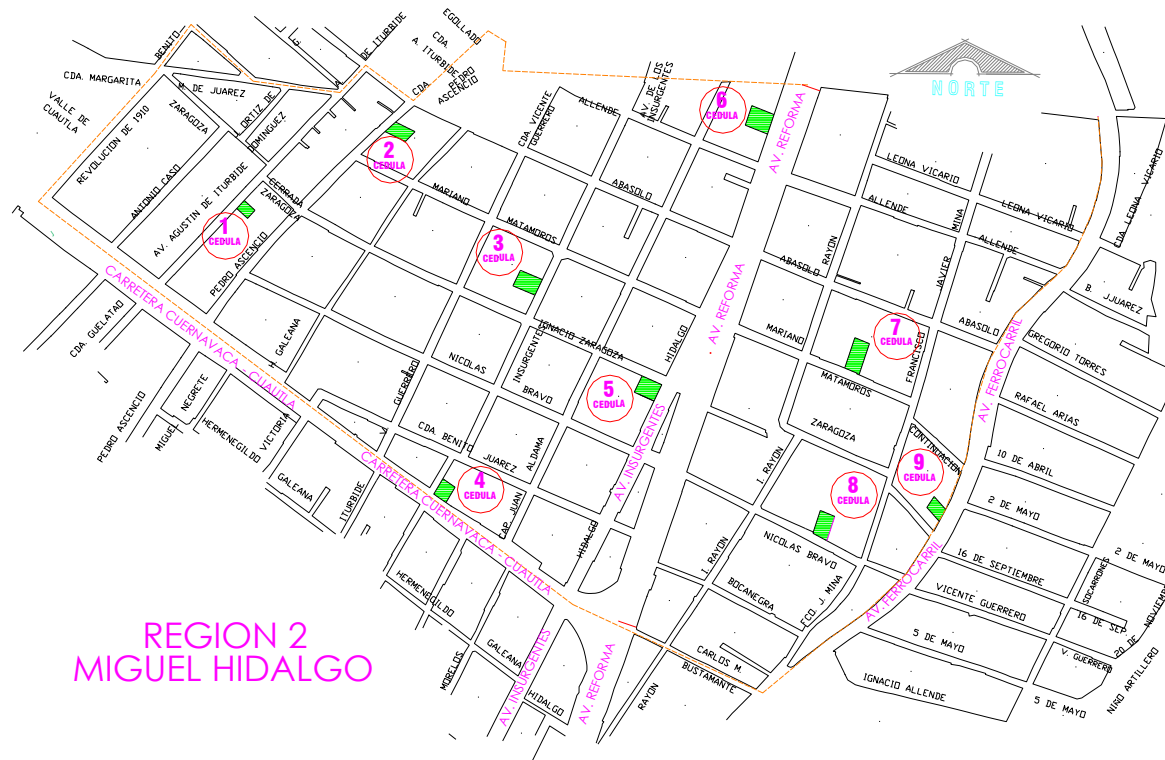 EGOLLADO
CDA.
A. ITURBIDE
DE ITURBIDE
BENITO
CDA. MARGARITA
M. DE JUAREZ
VALLE DE
CUAUTLA
REVOLUCION DE 1910
ZARAGOZA
ORTIZ DE
DOMINGUEZ
CDA. PEDRO
ASCENCIO
CDA. VICENTE
GUERRERO
ALLENDE
AV. DE LOS
INSURGENTES
6
CEDULA
AV. REFORMA
NORTE
2
CEDULA
ANTONIO CASO
AV. AGUSTIN DE ITURBIDE
CERRADA
ZARAGOZA
1
CEDULA
PEDRO ASCENCIO
MARIANO
MATAMOROS
ABASOLO
3
CEDULA
LEONA VICARIO
ALLENDE
MINA
LEONA VICARIO
ALLENDE
CDA. LEONA VICARIO
RAYON
ABASOLO
JAVIER
B. JJUAREZ
CARRETERA CUERNAVACA - CUAUTLA
CDA. GUELATAO
H. GALEANA
AV. REFORMA
IGNACIO ZARAGOZA
INSURGENTES
HIDALGO
MARIANO
7
CEDULA
ABASOLO
FRANCISCO
MATAMOROS
GREGORIO TORRES
AV. FERROCARRIL
NICOLAS
BRAVO
V. GUERRERO
5
CEDULA
PEDRO ASCENCIO
MIGUEL
NEGRETE
HERMENEGILDO
VICTORIA
GALEANA
ITURBIDE
CDA. BENITO
JUAREZ
ALDAMA
AV. INSURGENTES
ZARAGOZA
CONTINUACION
RAFAEL ARIAS
10 DE ABRIL
2 DE MAYO
4
CEDULA
CARRETERA CUERNAVACA - CUAUTLA
CAP. JUAN
HIDALGO
I. RAYON
8
CEDULA
9
CEDULA
NICOLAS BRAVO
I. RAYON
BOCANEGRA
FCO. J. MINA
AV. FERROCARRIL
16 DE SEPTIEMBRE
2 DE MAYO
SOCARRONES
VICENTE GUERRERO
16 DE SEP.
20 DE NOVIEMB
HERMENEGILDO
GALEANA
MORELOS
HIDALGO
AV. INSURGENTES
AV. REFORMA
RAYON
CARLOS M.
BUSTAMANTE
5 DE MAYO
V. GUERRERO
IGNACIO ALLENDE
5 DE MAYO
NIÑO ARTILLERO
REGION 2
MIGUEL HIDALGO